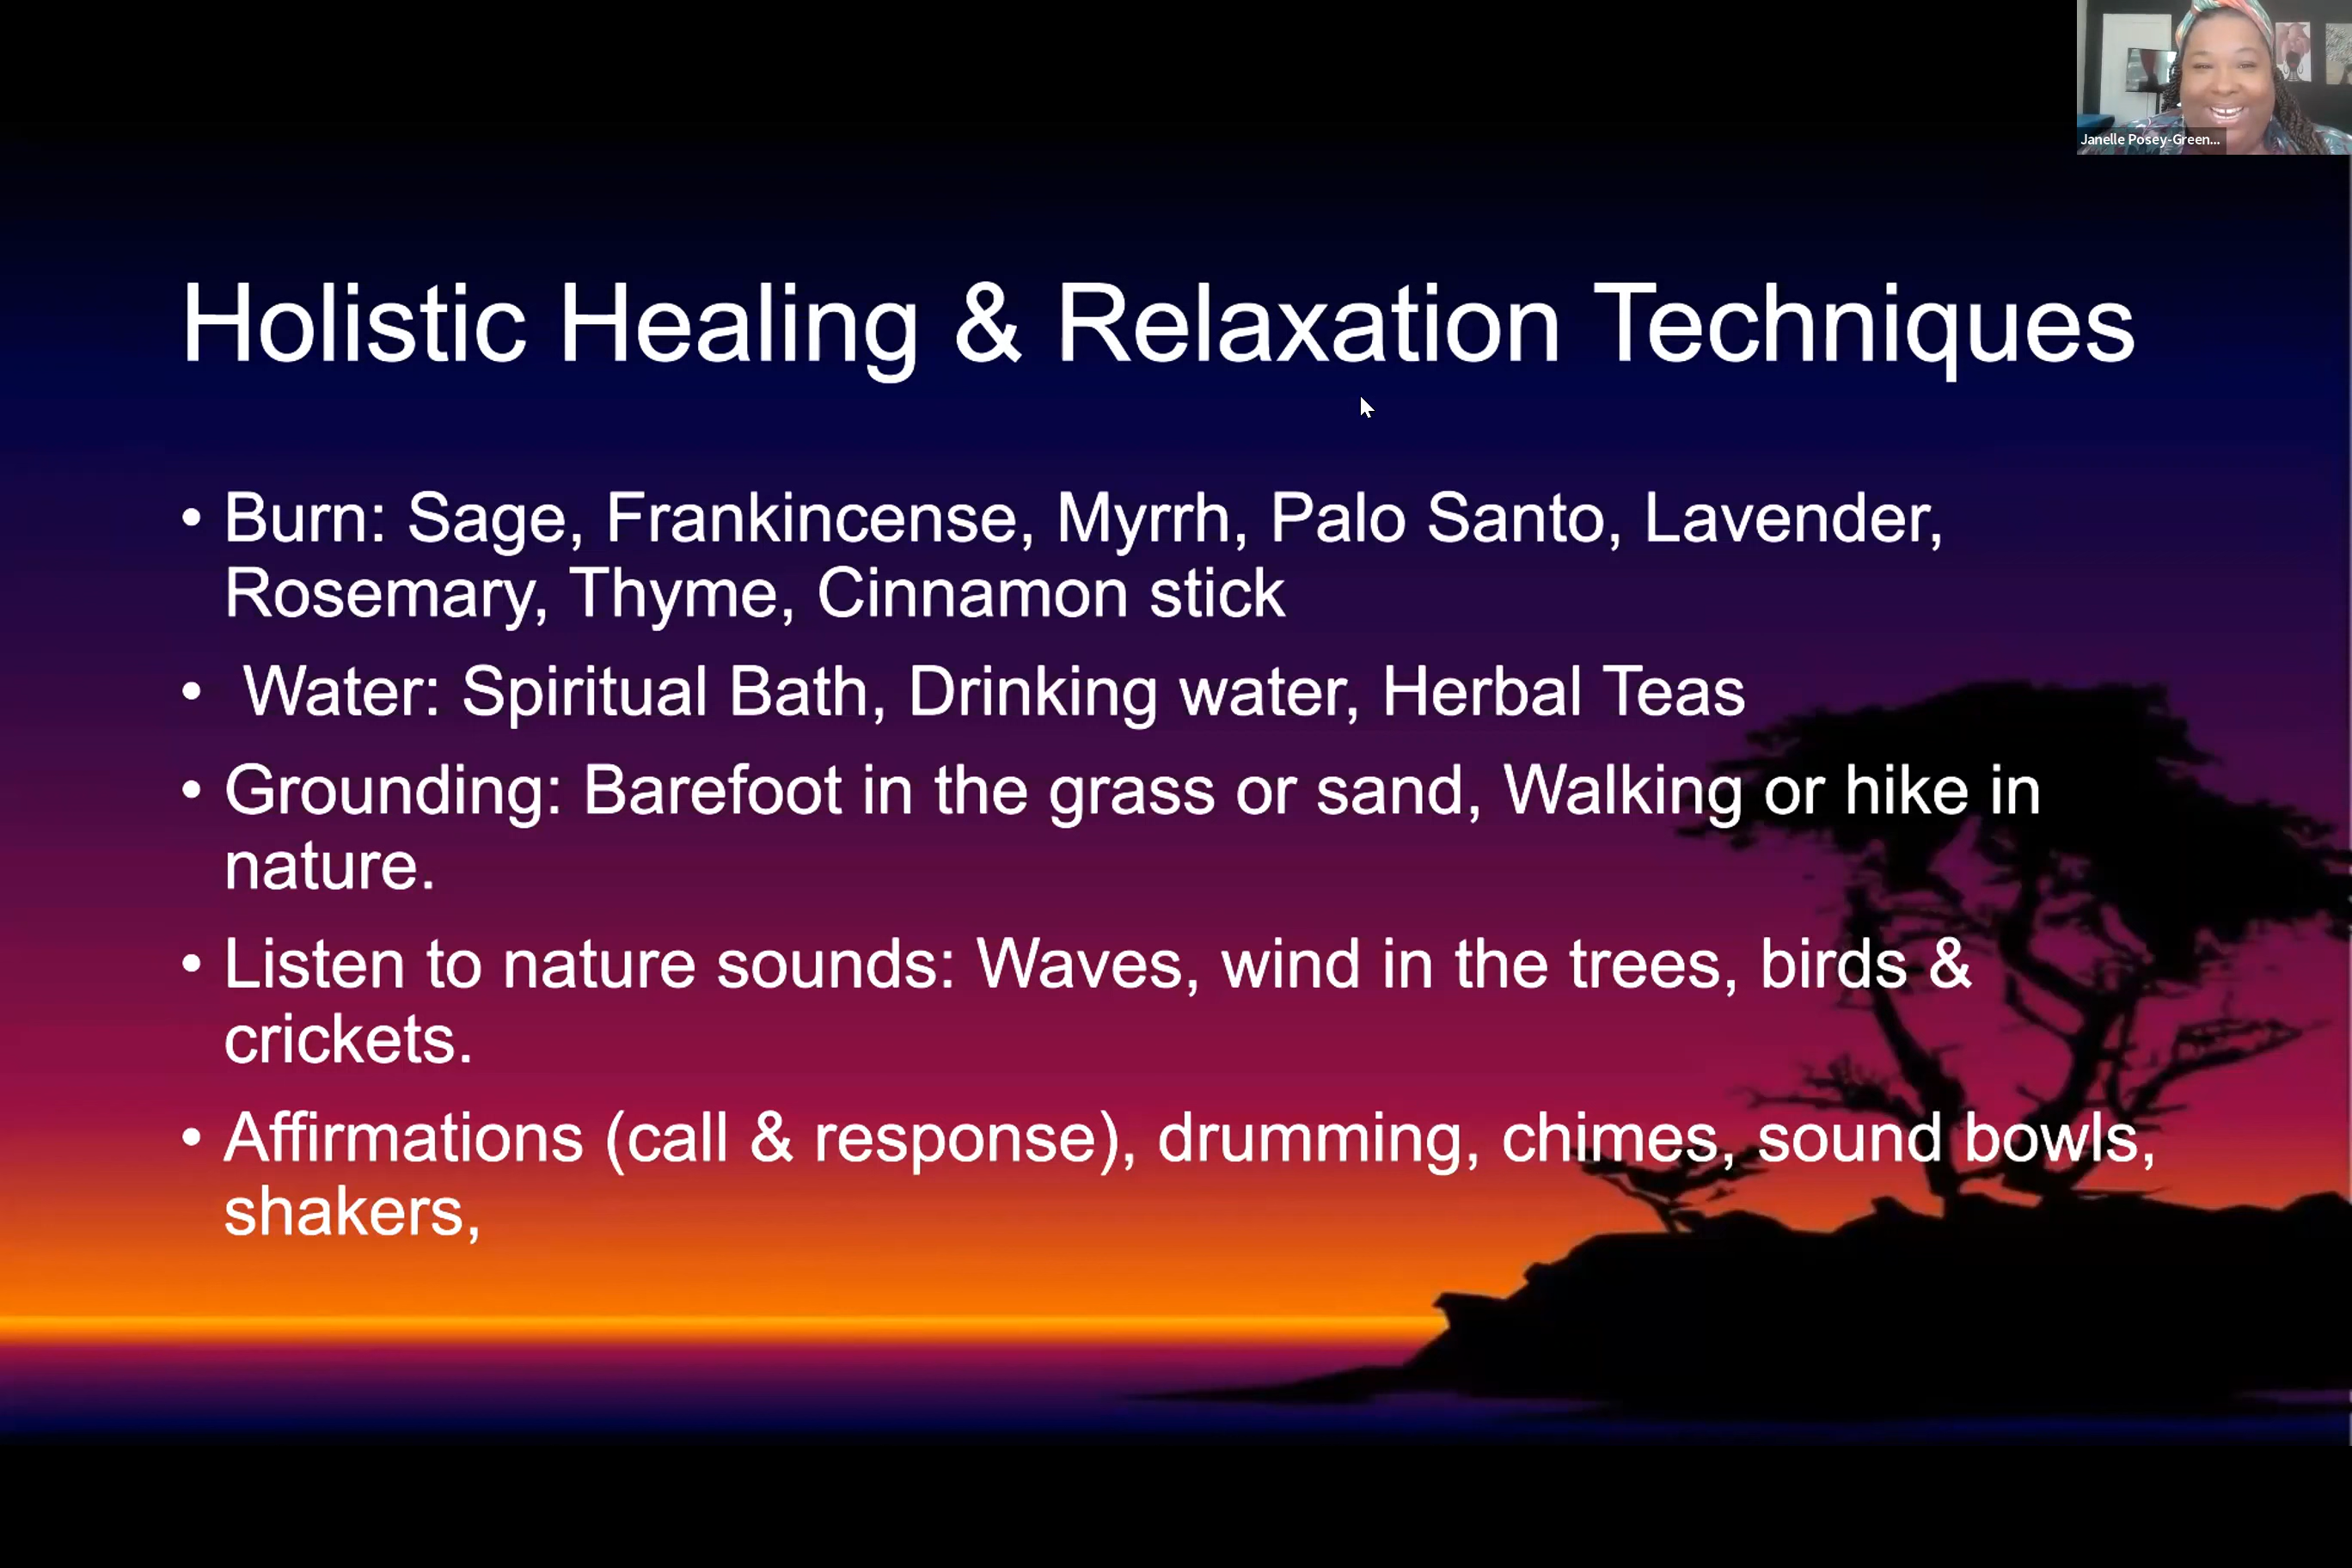 Janelle Posey-Green...
Holistic Healing & Relaxation Techniques
• Burn: Sage, Frankincense, Myrrh, Palo Santo, Lavender,
Rosemary, Thyme, Cinnamon stick
• Water: Spiritual Bath, Drinking water, Herbal Teas
• Grounding: Barefoot in the grass or sand, Walking or hike in
nature.
• Listen to nature sounds: Waves, wind in the trees, birds &
crickets.
• Affirmations (call & response), drumming, chimes, sound bowls,
shakers,